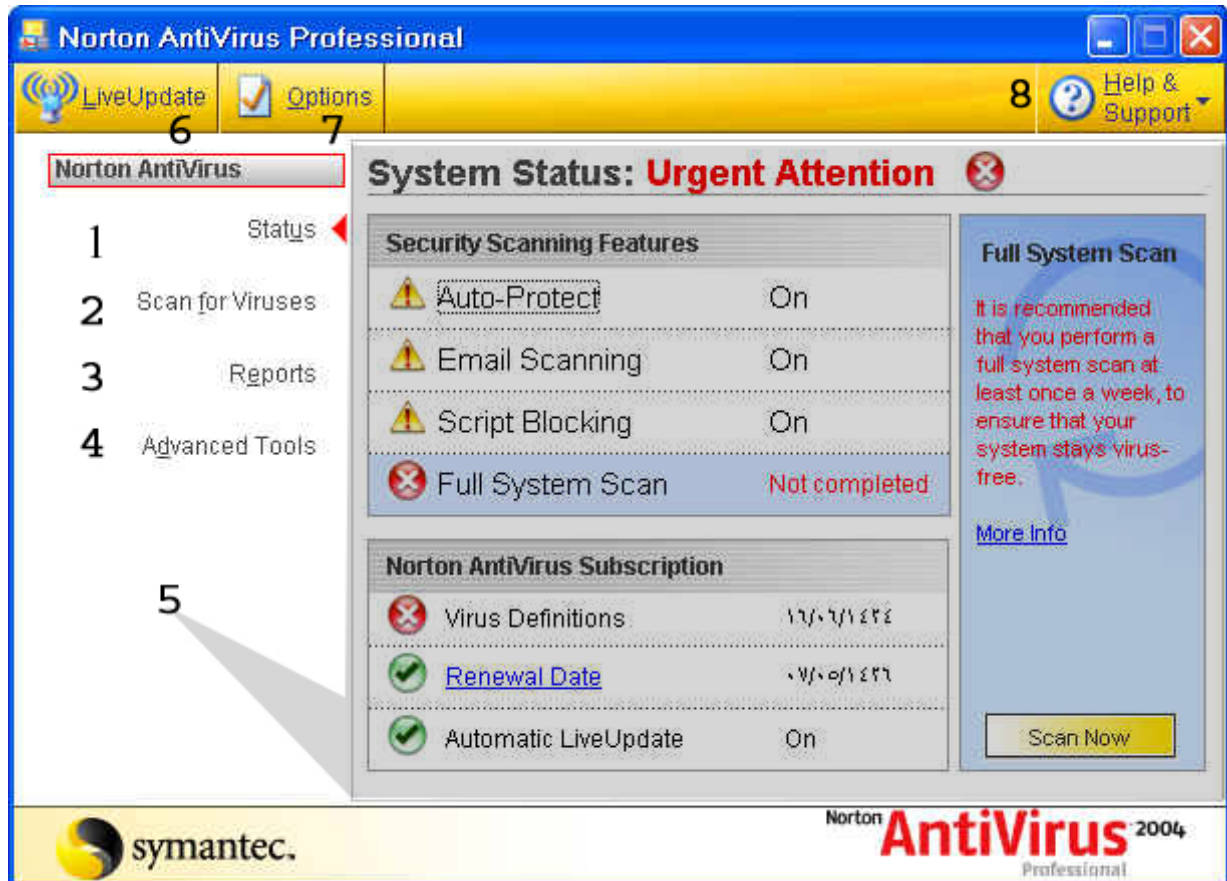 Norton AntiVirus Professional
LiveUpdate
6
Options
7
8
Help &
Support
Norton AntiVirus
1
Status
2
Scan for Viruses
3
Reports
4
Advanced Tools
5
System Status: Urgent Attention
Security Scanning Features
Auto-Protect On
Email Scanning On
Script Blocking On
Full System Scan Not completed
Norton AntiVirus Subscription
Virus Definitions ١٦/٠٦/١٤٢٤
Renewal Date ٠٧/٠٥/١٤٢٦
Automatic LiveUpdate On
Full System Scan
It is recommended
that you perform a
full system scan at
least once a week, to
ensure that your
system stays virus-
free.
More Info
Scan Now
symantec.
Norton AntiVirus 2004
Professional